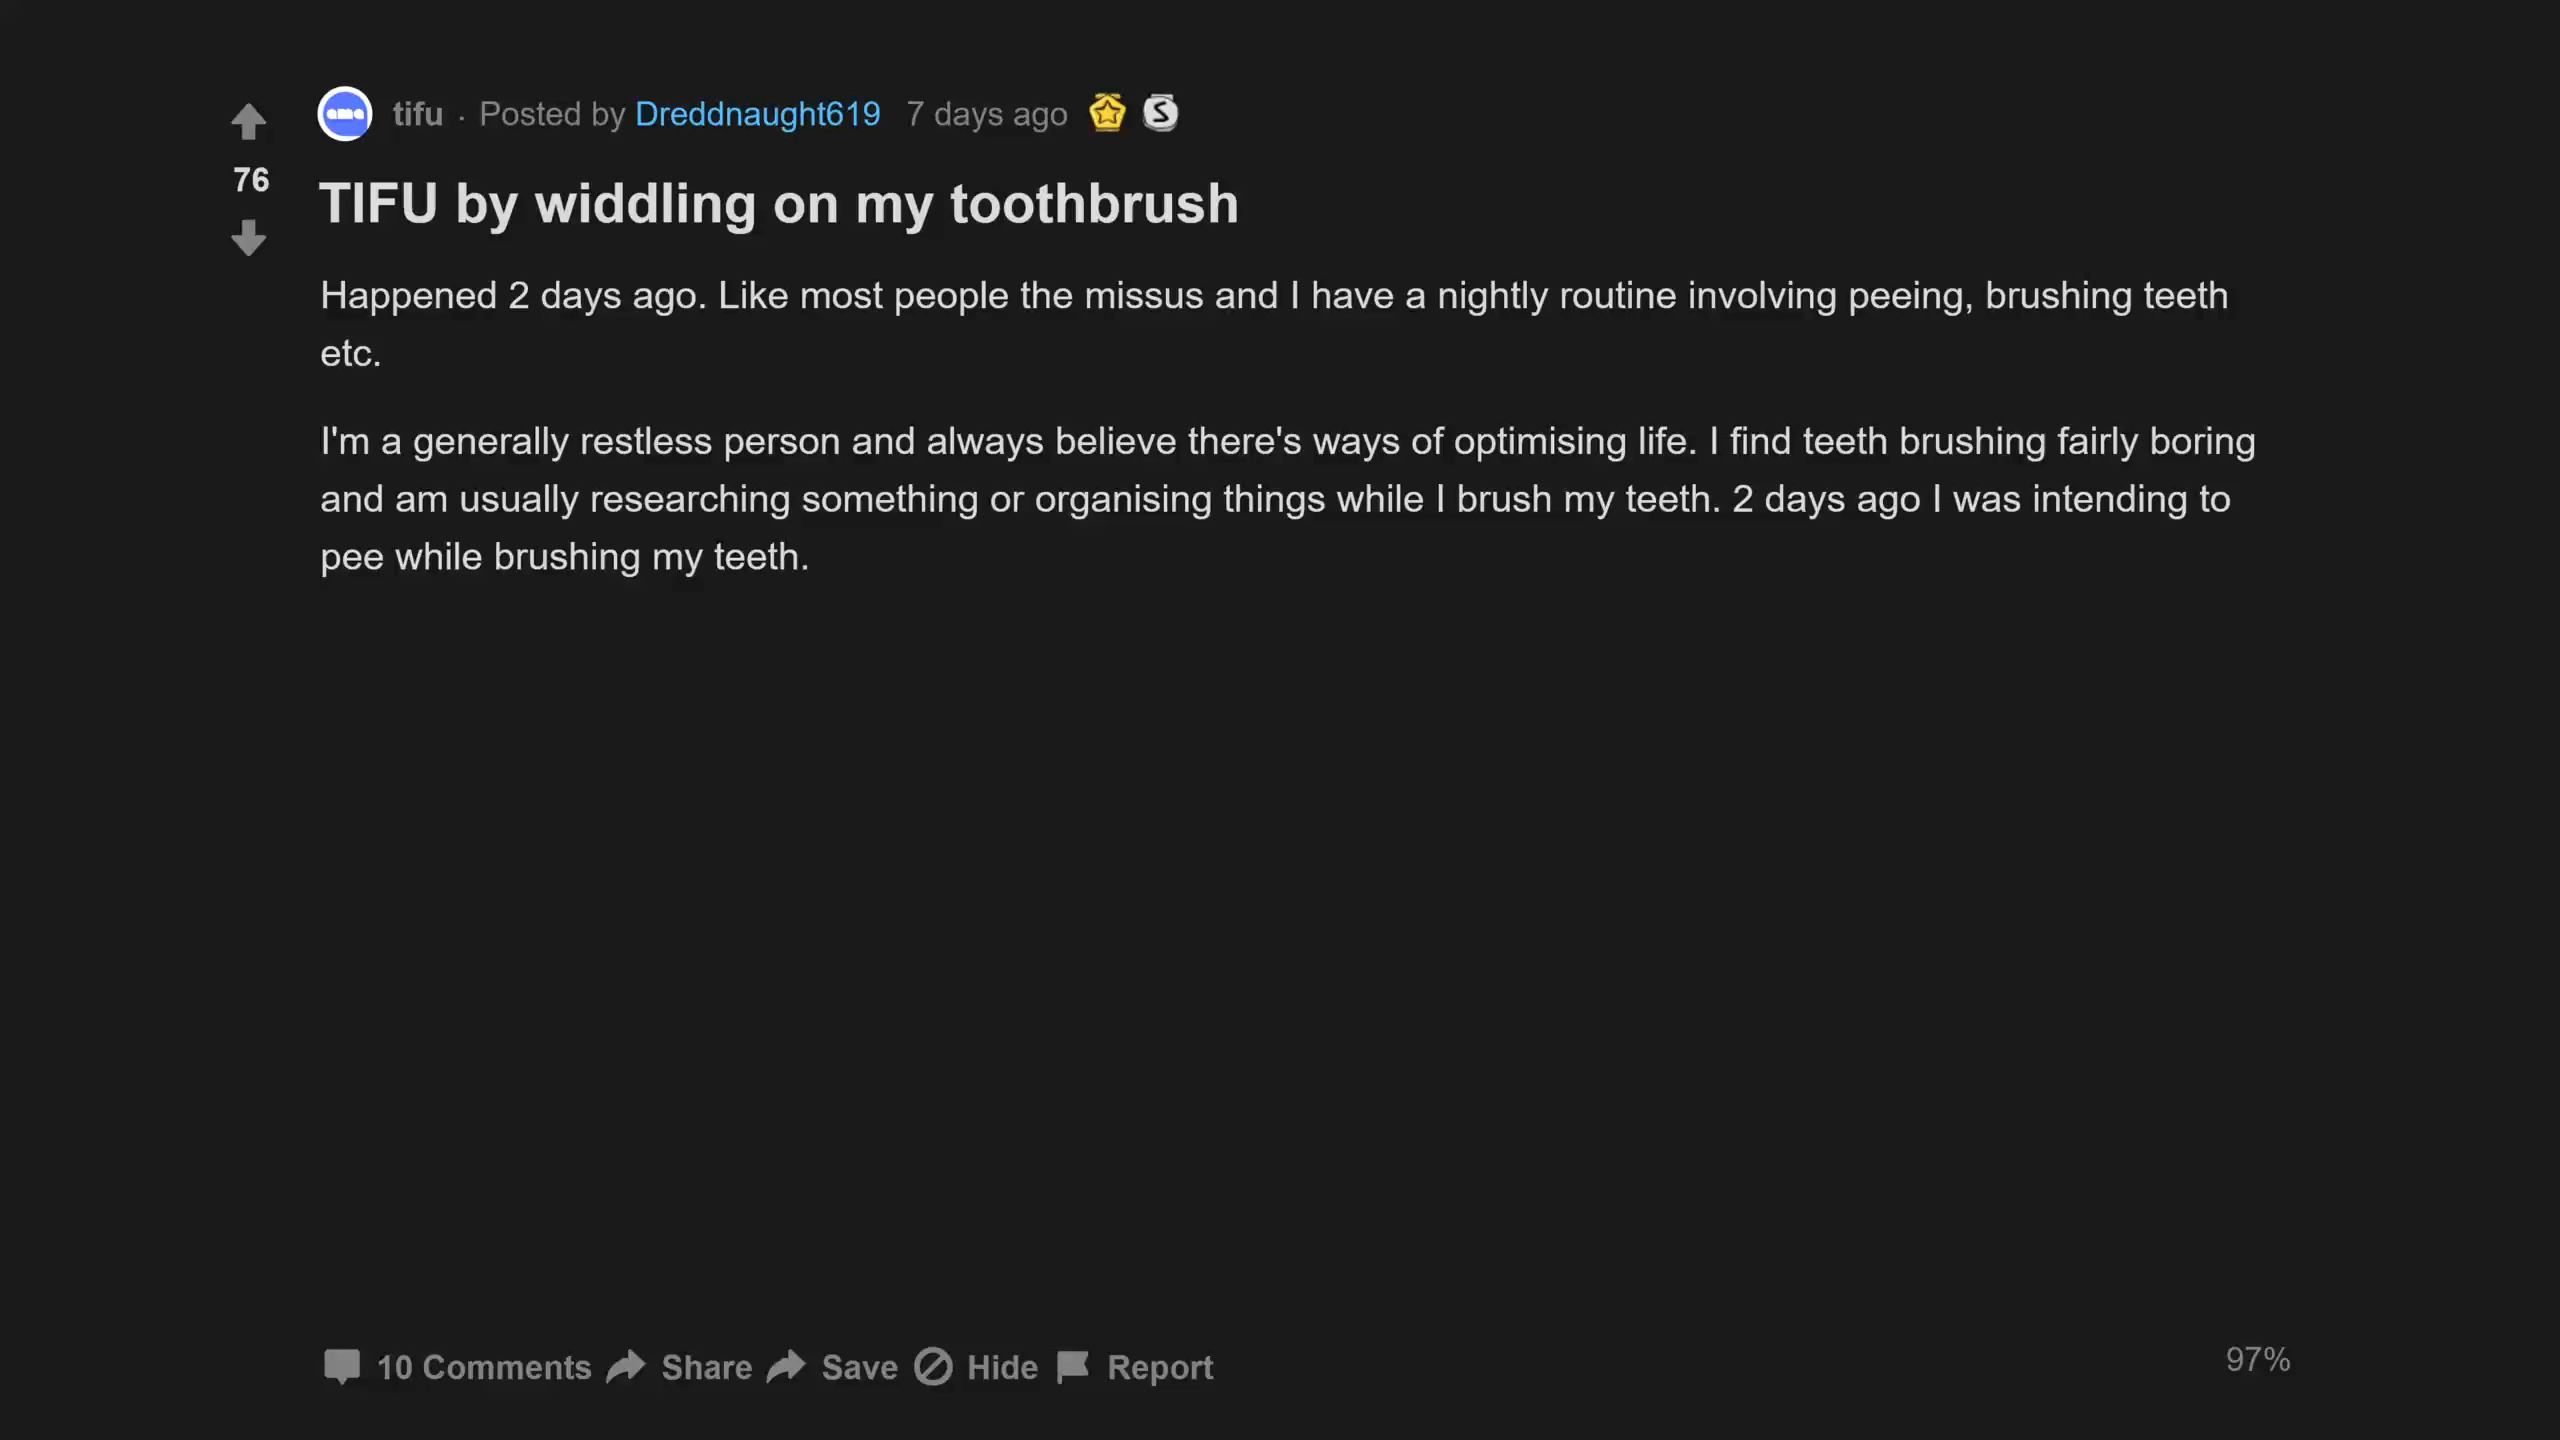 tifu · Posted by Dreddnaught619 7 days ago
76
TIFU by widdling on my toothbrush
Happened 2 days ago. Like most people the missus and I have a nightly routine involving peeing, brushing teeth
etc.
I'm a generally restless person and always believe there's ways of optimising life. I find teeth brushing fairly boring
and am usually researching something or organising things while I brush my teeth. 2 days ago I was intending to
pee while brushing my teeth.
10 Comments Share Save Hide Report
97%